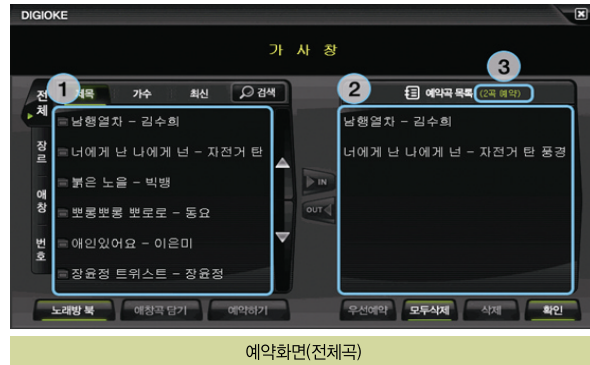 DIGIOKE
가 사 창
3
1
2
제목 가수 최신 검색
예약곡 목록 (2곡 예약)
전체
장르
애창
번호
남행열차 - 김수희
너에게 난 나에게 넌 - 자전거 탄
붉은 노을 - 빅뱅
뽀롱뽀롱 뽀로로 - 동요
애인있어요 - 이은미
장윤정 트위스트 - 장윤정
IN
OUT
남행열차 - 김수희
너에게 난 나에게 넌 - 자전거 탄 풍경
노래방 북 애창곡 담기 예약하기
우선예약 모두삭제 삭제 확인
예약화면(전체곡)